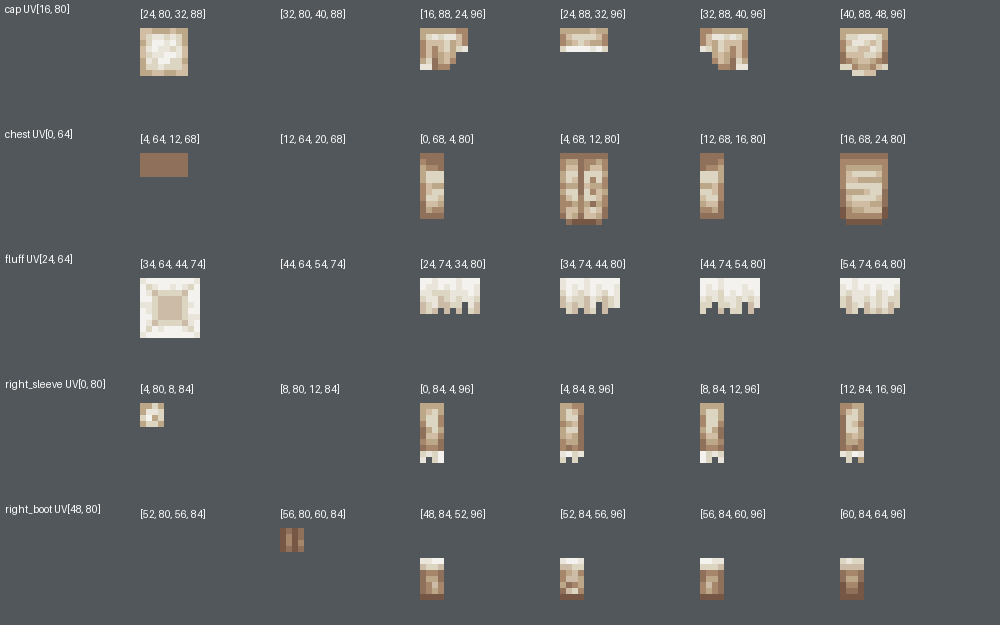 cap UV[16, 80] [24, 80, 32, 88] [32, 80, 40, 88] [16, 88, 24, 96] [24, 88, 32, 96] [32, 88, 40, 96] [40, 88, 48, 96]
chest UV[0, 64] [4, 64, 12, 68] [12, 64, 20, 68] [0, 68, 4, 80] [4, 68, 12, 80] [12, 68, 16, 80] [16, 68, 24, 80]
fluff UV[24, 64] [34, 64, 44, 74] [44, 64, 54, 74] [24, 74, 34, 80] [34, 74, 44, 80] [44, 74, 54, 80] [54, 74, 64, 80]
right_sleeve UV[0, 80] [4, 80, 8, 84] [8, 80, 12, 84] [0, 84, 4, 96] [4, 84, 8, 96] [8, 84, 12, 96] [12, 84, 16, 96]
right_boot UV[48, 80] [52, 80, 56, 84] [56, 80, 60, 84] [48, 84, 52, 96] [52, 84, 56, 96] [56, 84, 60, 96] [60, 84, 64, 96]